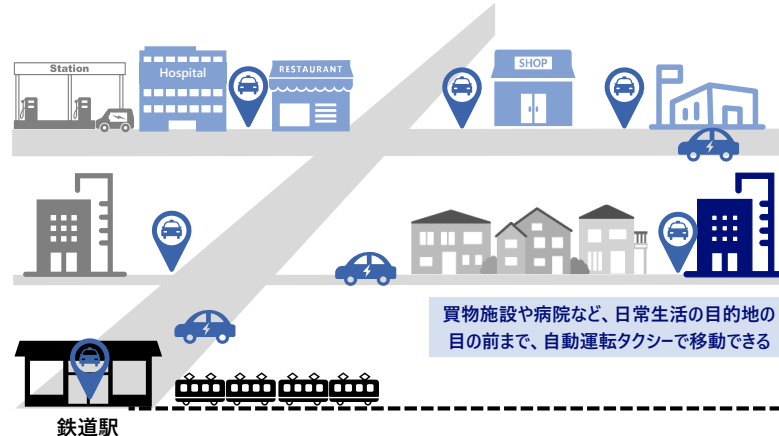 Station
Hospital
RESTAURANT
SHOP
買物施設や病院など、日常生活の目的地の
目の前まで、自動運転タクシーで移動できる
鉄道駅